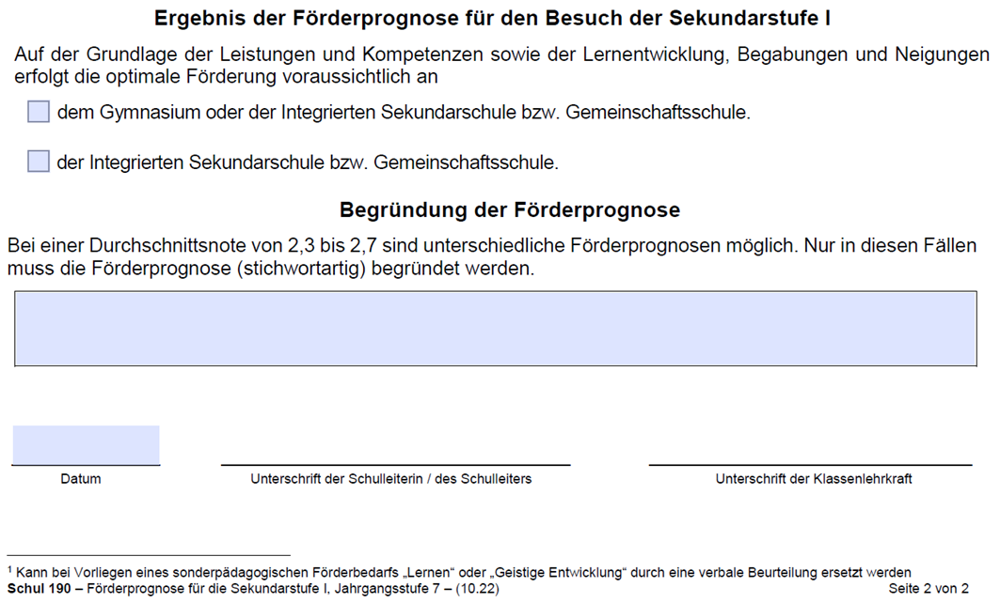 Ergebnis der Förderprognose für den Besuch der Sekundarstufe I
Auf der Grundlage der Leistungen und Kompetenzen sowie der Lernentwicklung, Begabungen und Neigungen
erfolgt die optimale Förderung voraussichtlich an
dem Gymnasium oder der Integrierten Sekundarschule bzw. Gemeinschaftsschule.
der Integrierten Sekundarschule bzw. Gemeinschaftsschule.
Begründung der Förderprognose
Bei einer Durchschnittsnote von 2,3 bis 2,7 sind unterschiedliche Förderprognosen möglich. Nur in diesen Fällen
muss die Förderprognose (stichwortartig) begründet werden.
Datum
Unterschrift der Schulleiterin / des Schulleiters
Unterschrift der Klassenlehrkraft
¹ Kann bei Vorliegen eines sonderpädagogischen Förderbedarfs „Lernen“ oder „Geistige Entwicklung“ durch eine verbale Beurteilung ersetzt werden
Schul 190 – Förderprognose für die Sekundarstufe I, Jahrgangsstufe 7 – (10.22)
Seite 2 von 2